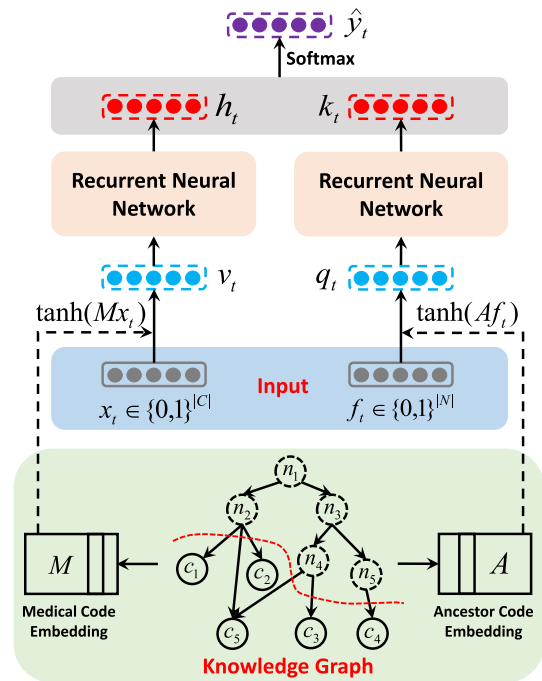 ŷ_t
Softmax
h_t
k_t
Recurrent Neural
Network
Recurrent Neural
Network
v_t
q_t
tanh(Mx_t)
tanh(Af_t)
Input
x_t ∈ {0,1}^|C|
f_t ∈ {0,1}^|N|
n_1
n_2
n_3
n_4
n_5
c_1
c_2
c_5
c_3
c_4
M
A
Medical Code
Embedding
Ancestor Code
Embedding
Knowledge Graph